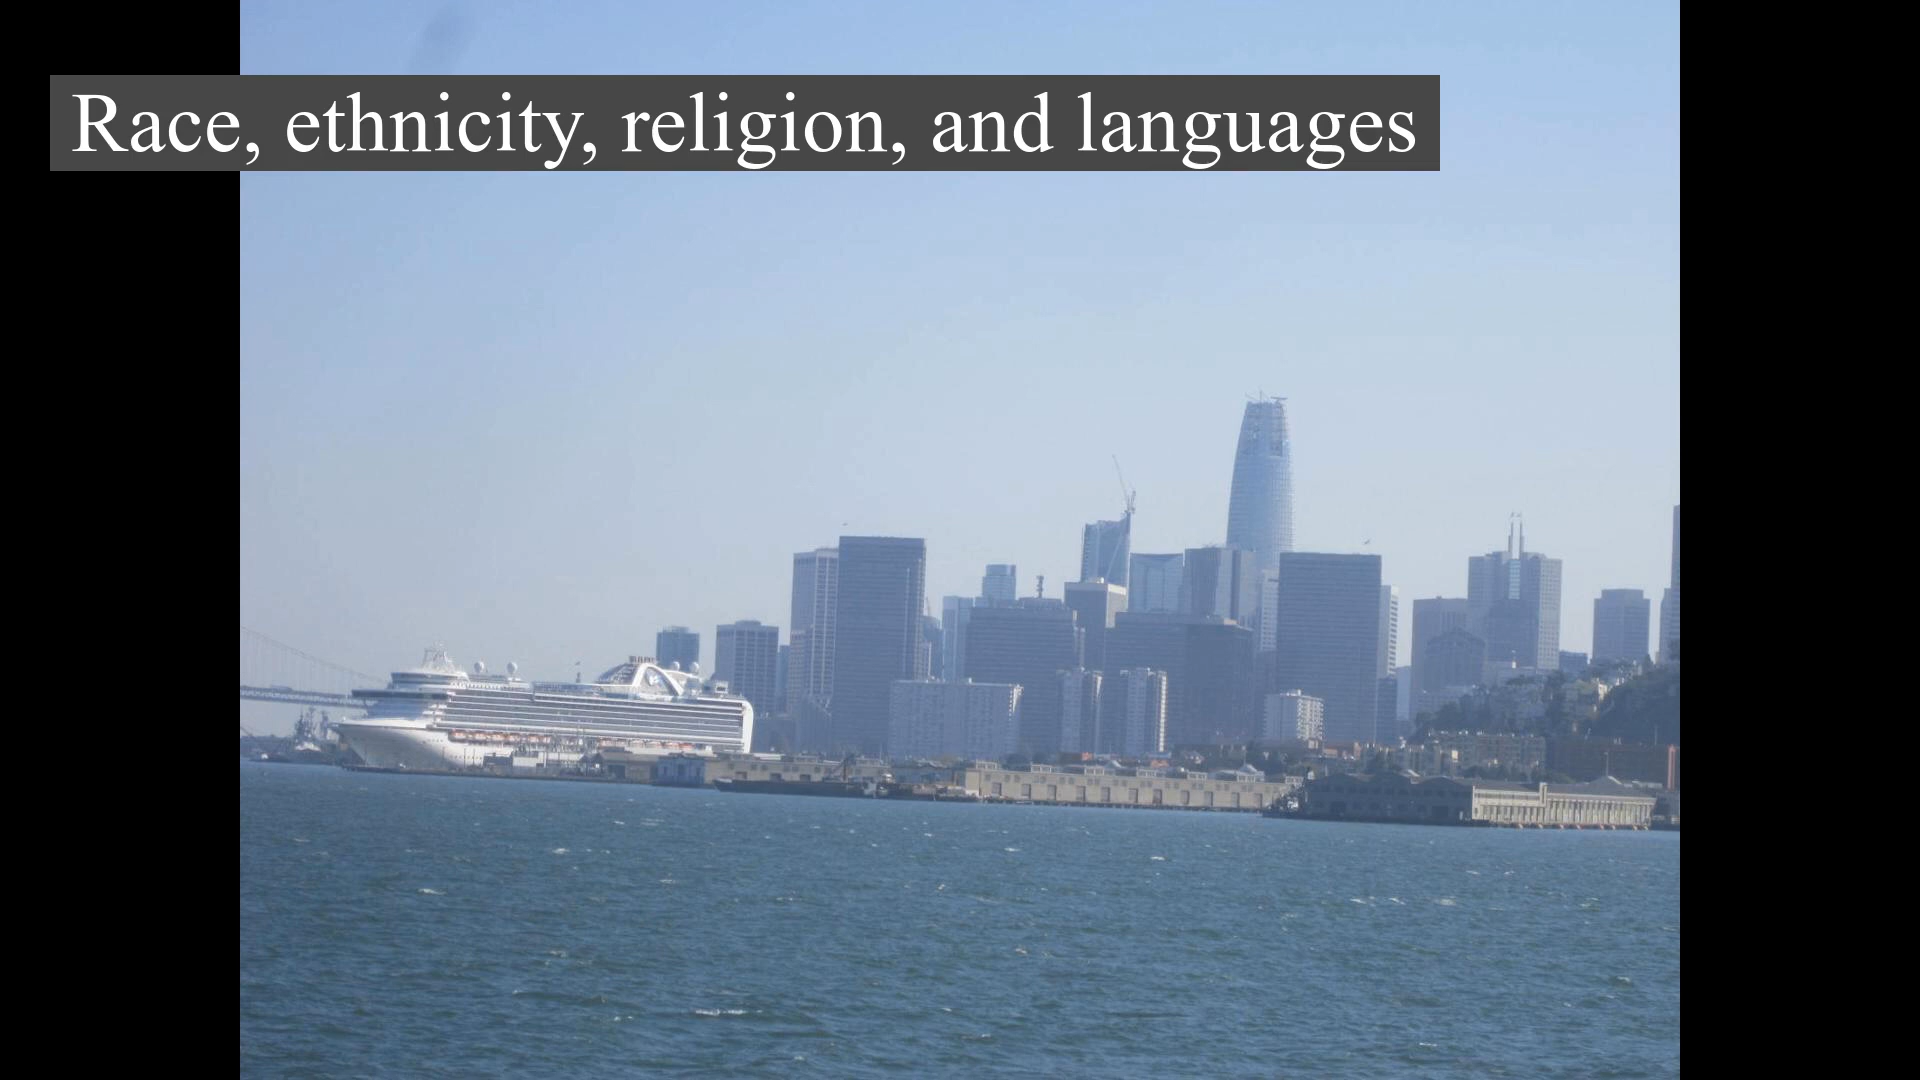 Race, ethnicity, religion, and languages